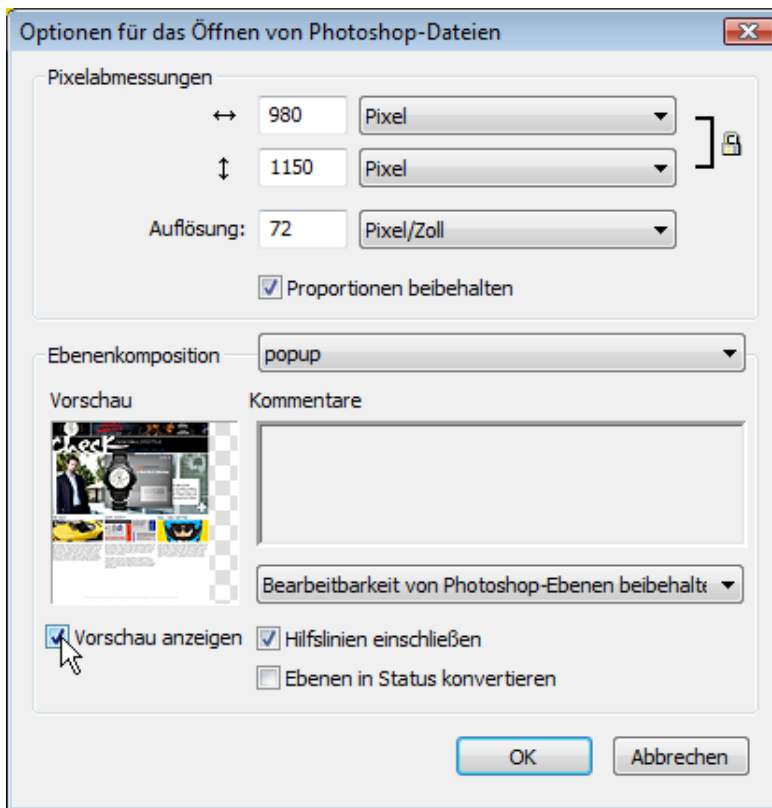 Optionen für das Öffnen von Photoshop-Dateien
Pixelabmessungen
980 Pixel
1150 Pixel
Auflösung: 72 Pixel/Zoll
Proportionen beibehalten
Ebenenkomposition popup
Vorschau Kommentare
check
Bearbeitbarkeit von Photoshop-Ebenen beibehalte
Vorschau anzeigen Hilfslinien einschließen
Ebenen in Status konvertieren
OK Abbrechen